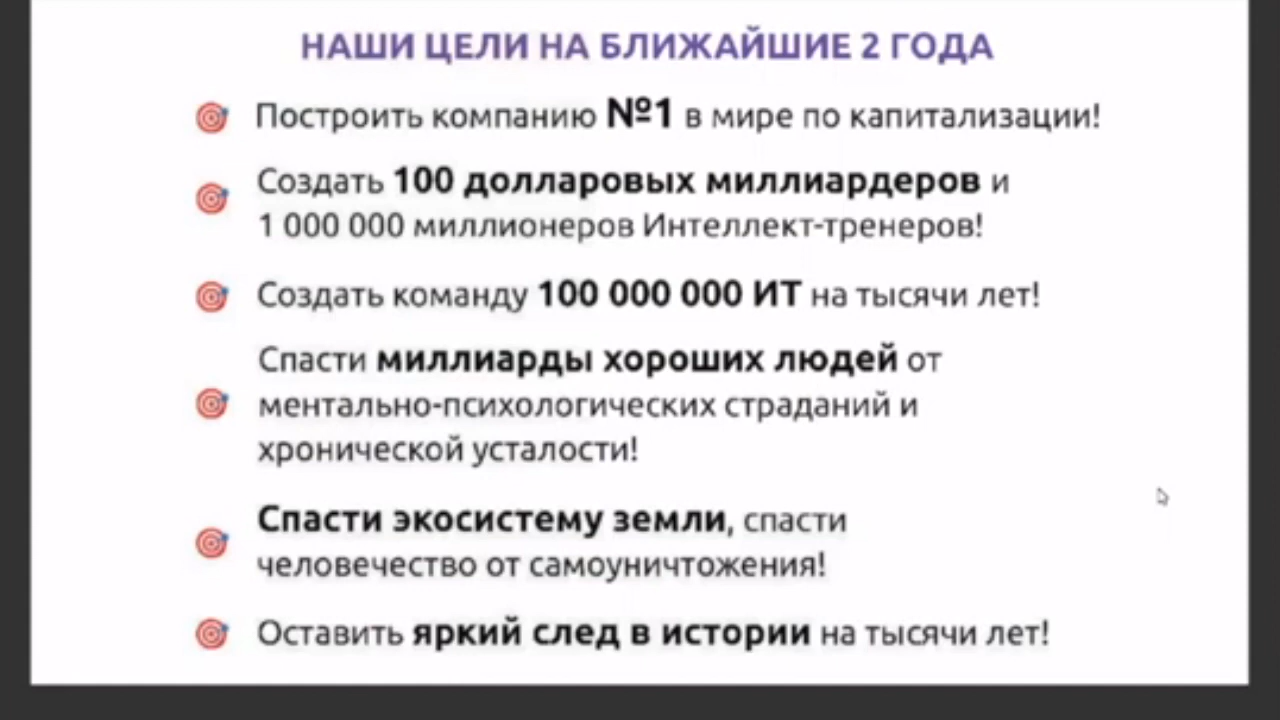 НАШИ ЦЕЛИ НА БЛИЖАЙШИЕ 2 ГОДА
Построить компанию №1 в мире по капитализации!
Создать 100 долларовых миллиардеров и
1 000 000 миллионеров Интеллект-тренеров!
Создать команду 100 000 000 ИТ на тысячи лет!
Спасти миллиарды хороших людей от
ментально-психологических страданий и
хронической усталости!
Спасти экосистему земли, спасти
человечество от самоуничтожения!
Оставить яркий след в истории на тысячи лет!